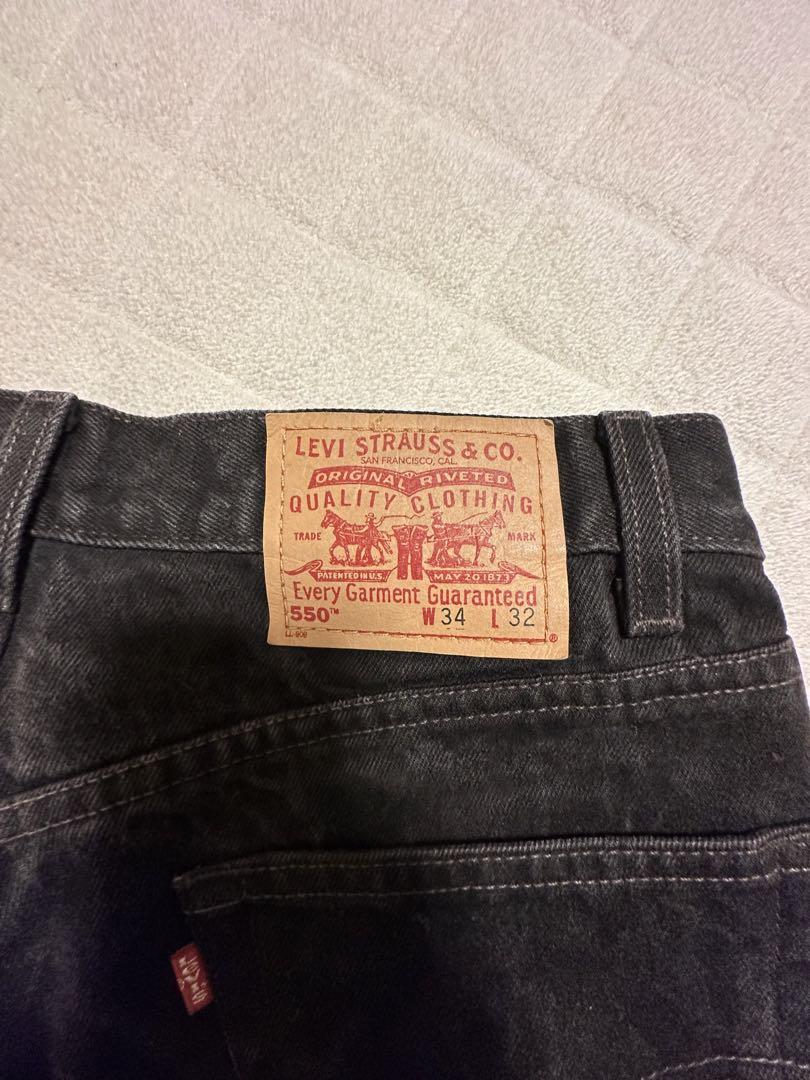 LEVI STRAUSS & CO.
SAN FRANCISCO, CAL.
ORIGINAL RIVETED
QUALITY CLOTHING
TRADE MARK
PATENTED IN U.S. MAY 20 1873
Every Garment Guaranteed
550™ W 34 L 32
®
LEVI'S